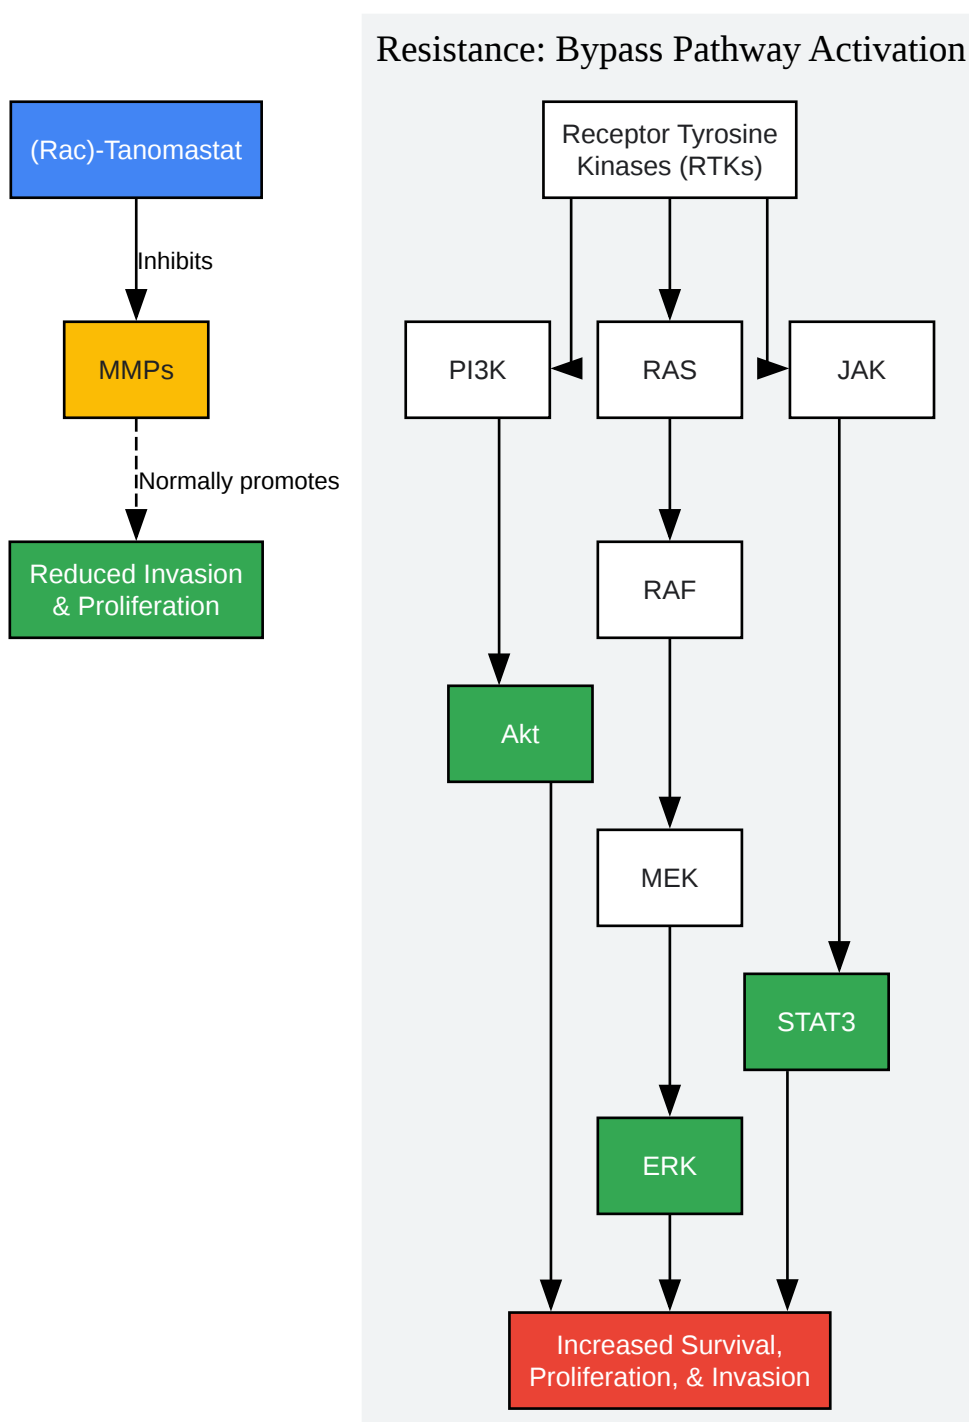 Resistance: Bypass Pathway Activation
(Rac)-Tanomastat
Receptor Tyrosine
Kinases (RTKs)
Inhibits
MMPs
PI3K
RAS
JAK
Normally promotes
Reduced Invasion
& Proliferation
RAF
Akt
MEK
STAT3
ERK
Increased Survival,
Proliferation, & Invasion